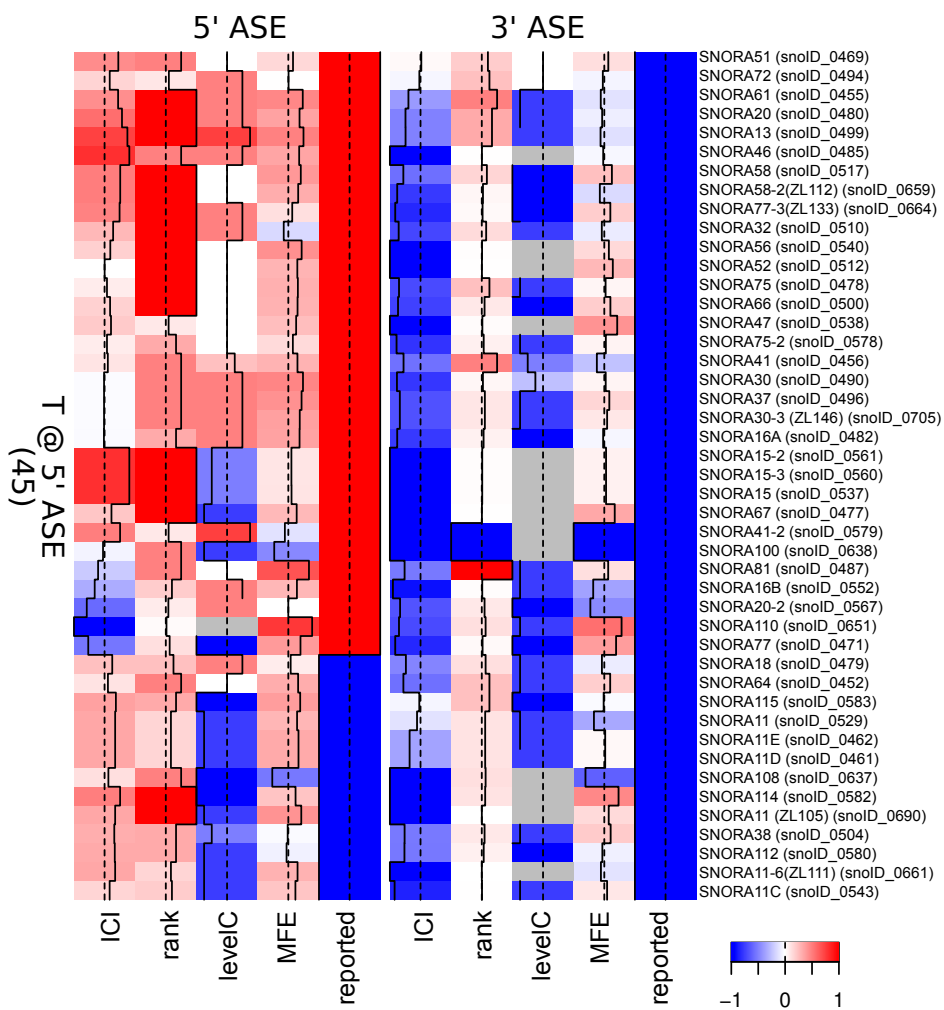 5' ASE
3' ASE
SNORA51 (snoID_0469)
SNORA72 (snoID_0494)
SNORA61 (snoID_0455)
SNORA20 (snoID_0480)
SNORA13 (snoID_0499)
SNORA46 (snoID_0485)
SNORA58 (snoID_0517)
SNORA58-2(ZL112) (snoID_0659)
SNORA77-3(ZL133) (snoID_0664)
SNORA32 (snoID_0510)
SNORA56 (snoID_0540)
SNORA52 (snoID_0512)
SNORA75 (snoID_0478)
SNORA66 (snoID_0500)
SNORA47 (snoID_0538)
SNORA75-2 (snoID_0578)
SNORA41 (snoID_0456)
SNORA30 (snoID_0490)
SNORA37 (snoID_0496)
SNORA30-3 (ZL146) (snoID_0705)
SNORA16A (snoID_0482)
SNORA15-2 (snoID_0561)
SNORA15-3 (snoID_0560)
SNORA15 (snoID_0537)
SNORA67 (snoID_0477)
SNORA41-2 (snoID_0579)
SNORA100 (snoID_0638)
SNORA81 (snoID_0487)
SNORA16B (snoID_0552)
SNORA20-2 (snoID_0567)
SNORA110 (snoID_0651)
SNORA77 (snoID_0471)
SNORA18 (snoID_0479)
SNORA64 (snoID_0452)
SNORA115 (snoID_0583)
SNORA11 (snoID_0529)
SNORA11E (snoID_0462)
SNORA11D (snoID_0461)
SNORA108 (snoID_0637)
SNORA114 (snoID_0582)
SNORA11 (ZL105) (snoID_0690)
SNORA38 (snoID_0504)
SNORA112 (snoID_0580)
SNORA11-6(ZL111) (snoID_0661)
SNORA11C (snoID_0543)
T @ 5' ASE
(45)
ICI
rank
levelC
MFE
reported
ICI
rank
levelC
MFE
reported
−1 0 1